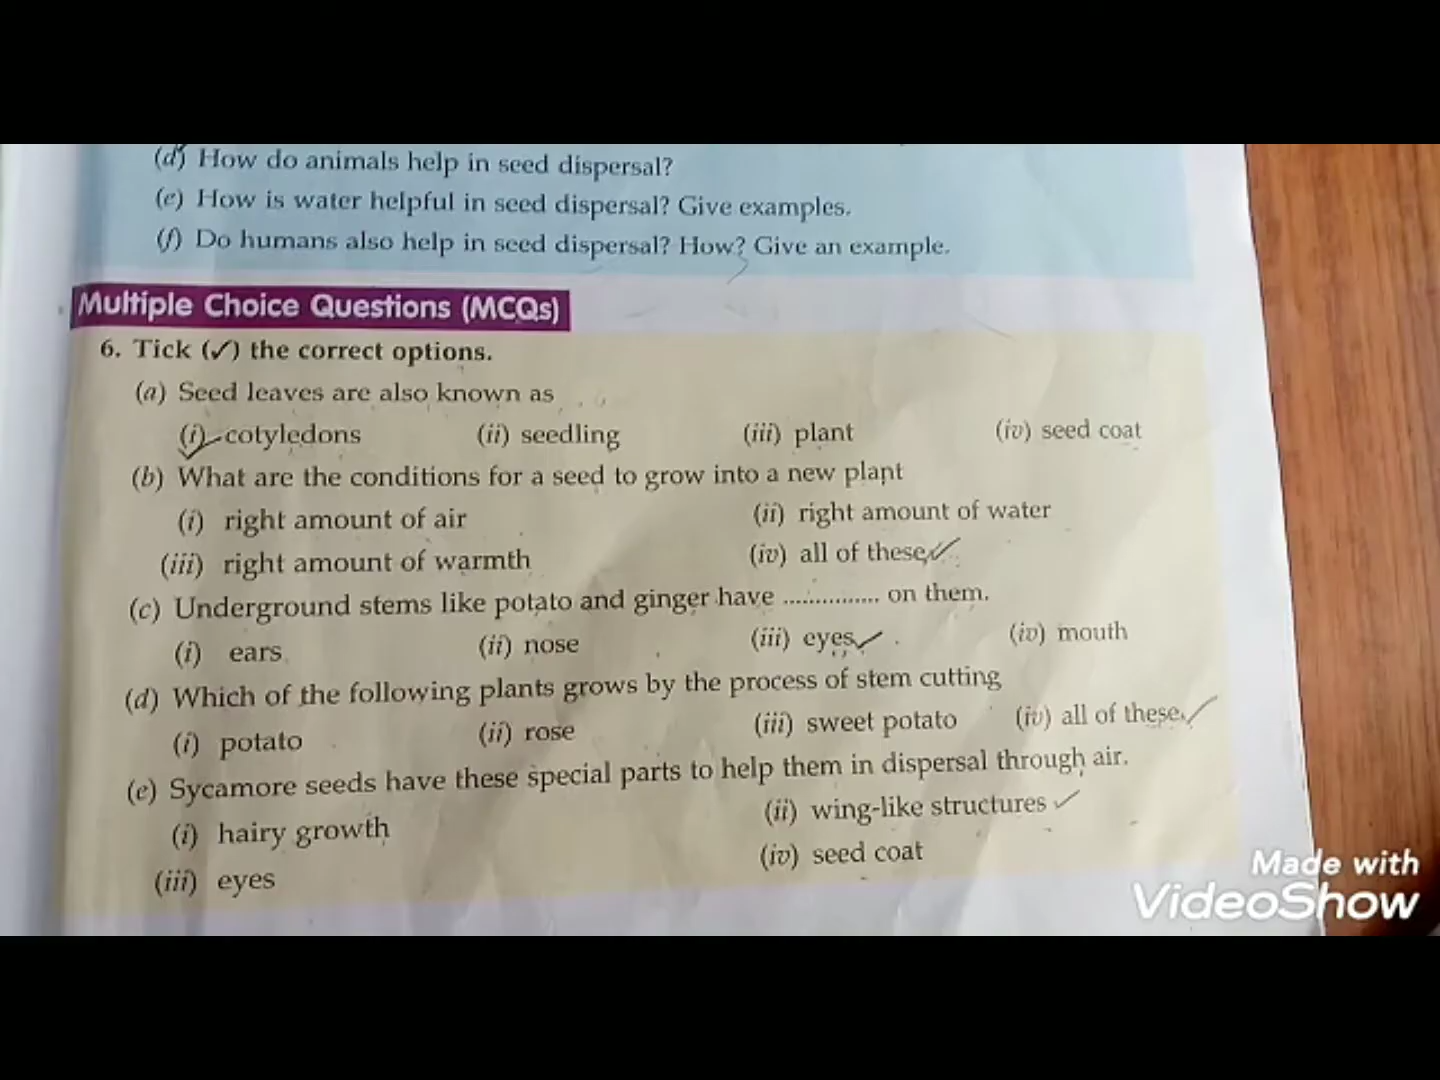 (d) How do animals help in seed dispersal?
(e) How is water helpful in seed dispersal? Give examples.
(f) Do humans also help in seed dispersal? How? Give an example.
Multiple Choice Questions (MCQs)
6. Tick (✓) the correct options.
(a) Seed leaves are also known as
(i) cotyledons (ii) seedling (iii) plant (iv) seed coat
(b) What are the conditions for a seed to grow into a new plant
(i) right amount of air (ii) right amount of water
(iii) right amount of warmth (iv) all of these ✓
(c) Underground stems like potato and ginger have ............... on them.
(i) ears (ii) nose (iii) eyes ✓ (iv) mouth
(d) Which of the following plants grows by the process of stem cutting
(i) potato (ii) rose (iii) sweet potato (iv) all of these ✓
(e) Sycamore seeds have these special parts to help them in dispersal through air.
(i) hairy growth (ii) wing-like structures ✓
(iii) eyes (iv) seed coat
Made with
VideoShow